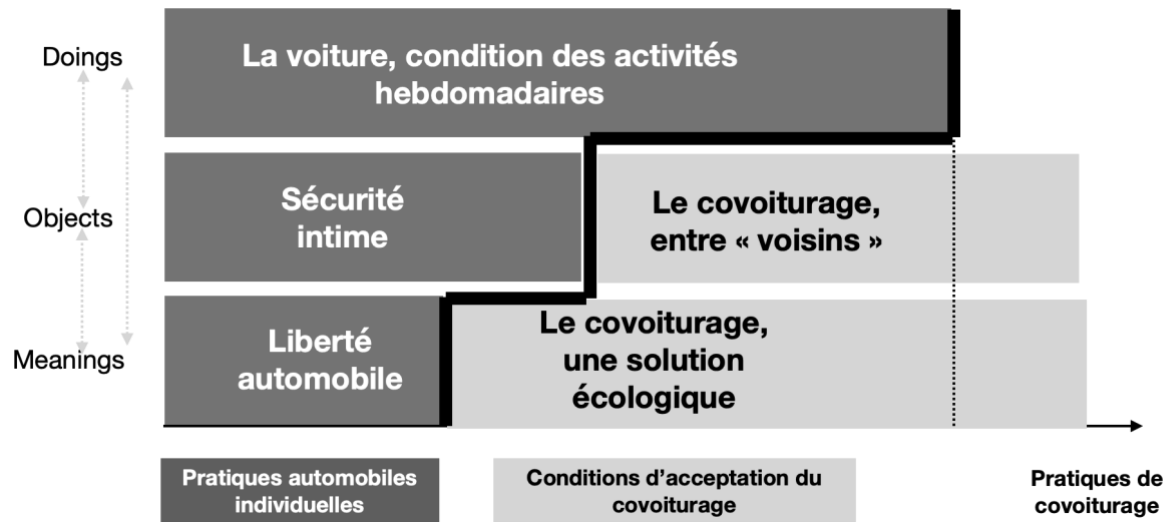 Doings
La voiture, condition des activités
hebdomadaires
Objects
Sécurité
intime
Le covoiturage,
entre « voisins »
Meanings
Liberté
automobile
Le covoiturage,
une solution
écologique
Pratiques automobiles
individuelles
Conditions d’acceptation du
covoiturage
Pratiques de
covoiturage